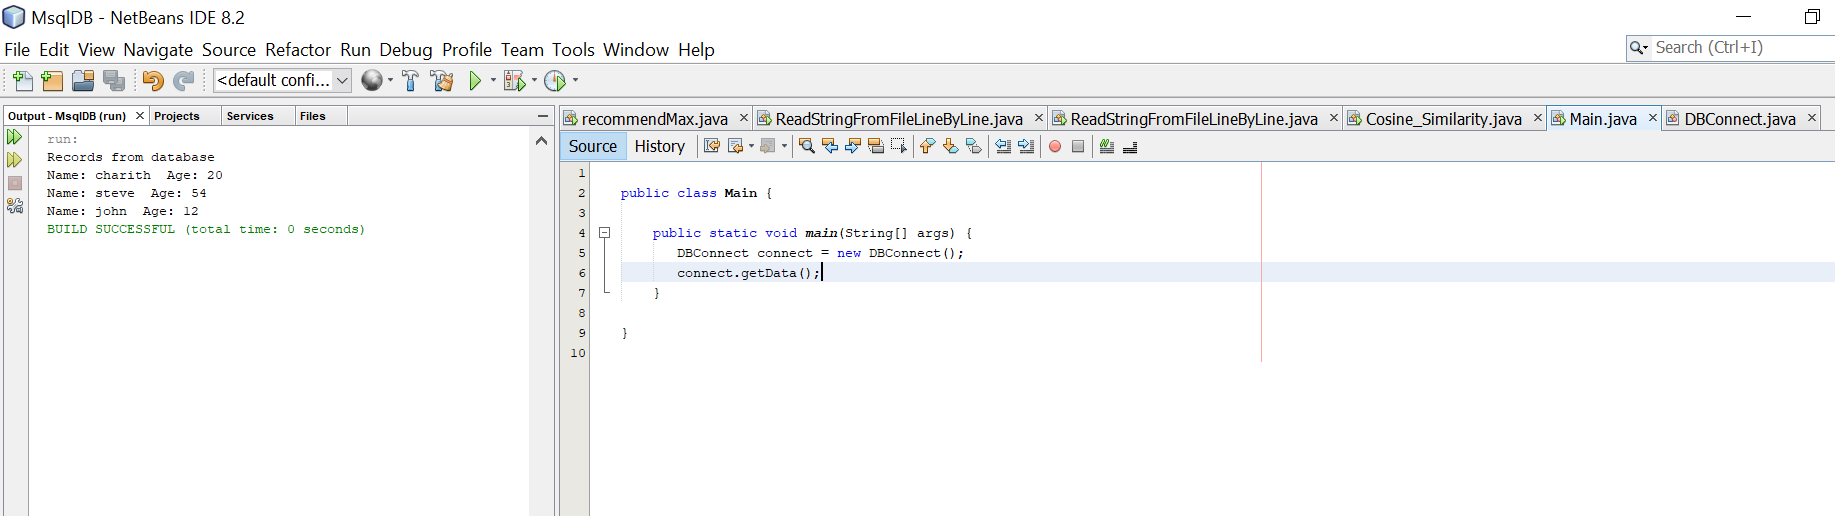 MsqlDB - NetBeans IDE 8.2
File Edit View Navigate Source Refactor Run Debug Profile Team Tools Window Help
Search (Ctrl+I)
<default confi...
Output - MsqlDB (run) Projects Services Files
run:
Records from database
Name: charith  Age: 20
Name: steve  Age: 54
Name: john  Age: 12
BUILD SUCCESSFUL (total time: 0 seconds)
recommendMax.java ReadStringFromFileLineByLine.java ReadStringFromFileLineByLine.java Cosine_Similarity.java Main.java DBConnect.java
Source History
1
2 public class Main {
3
4 public static void main(String[] args) {
5 DBConnect connect = new DBConnect();
6 connect.getData();
7 }
8
9 }
10